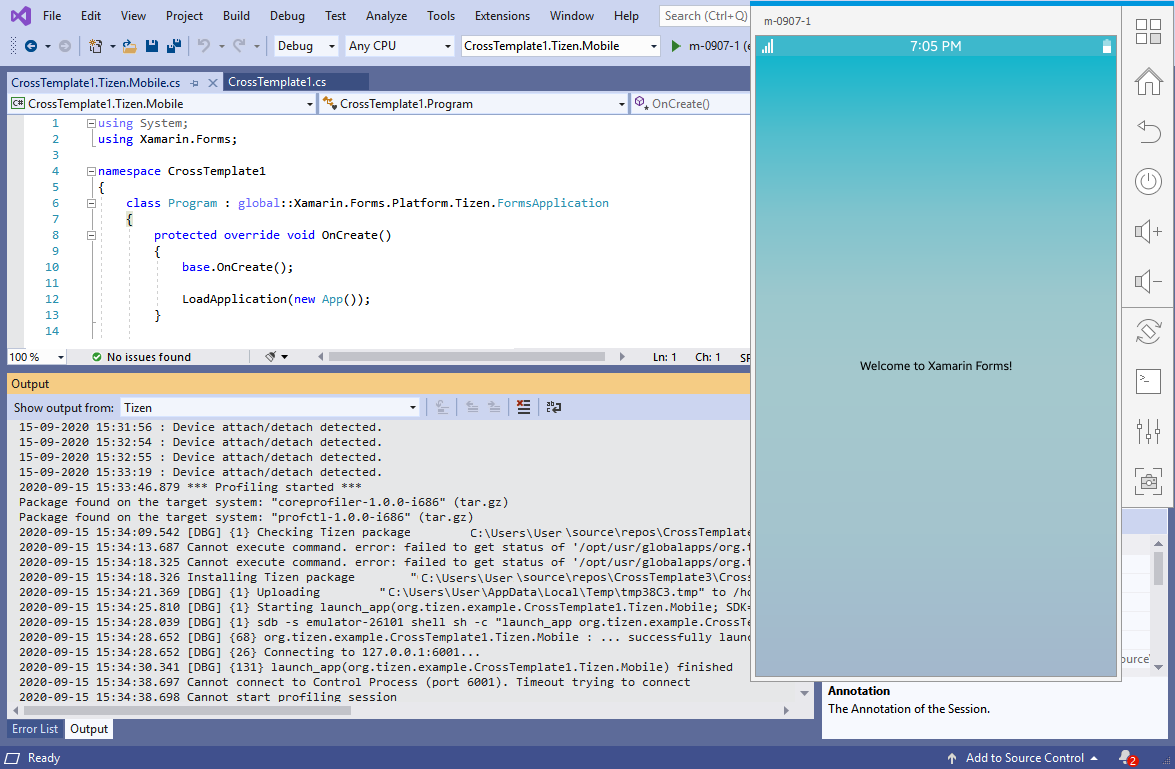 File Edit View Project Build Debug Test Analyze Tools Extensions Window Help Search (Ctrl+Q)
Debug Any CPU CrossTemplate1.Tizen.Mobile m-0907-1 (e
CrossTemplate1.Tizen.Mobile.cs CrossTemplate1.cs
C# CrossTemplate1.Tizen.Mobile CrossTemplate1.Program OnCreate()
1 using System;
2 using Xamarin.Forms;
3
4 namespace CrossTemplate1
5 {
6 class Program : global::Xamarin.Forms.Platform.Tizen.FormsApplication
7 {
8 protected override void OnCreate()
9 {
10 base.OnCreate();
11
12 LoadApplication(new App());
13 }
14
100 % No issues found Ln: 1 Ch: 1 SP
Output
Show output from: Tizen
15-09-2020 15:31:56 : Device attach/detach detected.
15-09-2020 15:32:54 : Device attach/detach detected.
15-09-2020 15:32:55 : Device attach/detach detected.
15-09-2020 15:33:19 : Device attach/detach detected.
2020-09-15 15:33:46.879 *** Profiling started ***
Package found on the target system: "coreprofiler-1.0.0-i686" (tar.gz)
Package found on the target system: "profctl-1.0.0-i686" (tar.gz)
2020-09-15 15:34:09.542 [DBG] {1} Checking Tizen package C:\Users\User\source\repos\CrossTemplate
2020-09-15 15:34:13.687 Cannot execute command. error: failed to get status of '/opt/usr/globalapps/org.t
2020-09-15 15:34:18.325 Cannot execute command. error: failed to get status of '/opt/usr/globalapps/org.t
2020-09-15 15:34:18.326 Installing Tizen package "C:\Users\User\source\repos\CrossTemplate3\Cross
2020-09-15 15:34:21.369 [DBG] {1} Uploading "C:\Users\User\AppData\Local\Temp\tmp38C3.tmp" to /ho
2020-09-15 15:34:25.810 [DBG] {1} Starting launch_app(org.tizen.example.CrossTemplate1.Tizen.Mobile; SDK=
2020-09-15 15:34:28.039 [DBG] {1} sdb -s emulator-26101 shell sh -c "launch_app org.tizen.example.CrossTe
2020-09-15 15:34:28.652 [DBG] {68} org.tizen.example.CrossTemplate1.Tizen.Mobile : ... successfully launc
2020-09-15 15:34:28.652 [DBG] {26} Connecting to 127.0.0.1:6001...
2020-09-15 15:34:30.341 [DBG] {131} launch_app(org.tizen.example.CrossTemplate1.Tizen.Mobile) finished
2020-09-15 15:34:38.697 Cannot connect to Control Process (port 6001). Timeout trying to connect
2020-09-15 15:34:38.698 Cannot start profiling session
Error List Output
Ready
m-0907-1
7:05 PM
Welcome to Xamarin Forms!
ource
Annotation
The Annotation of the Session.
Add to Source Control 2